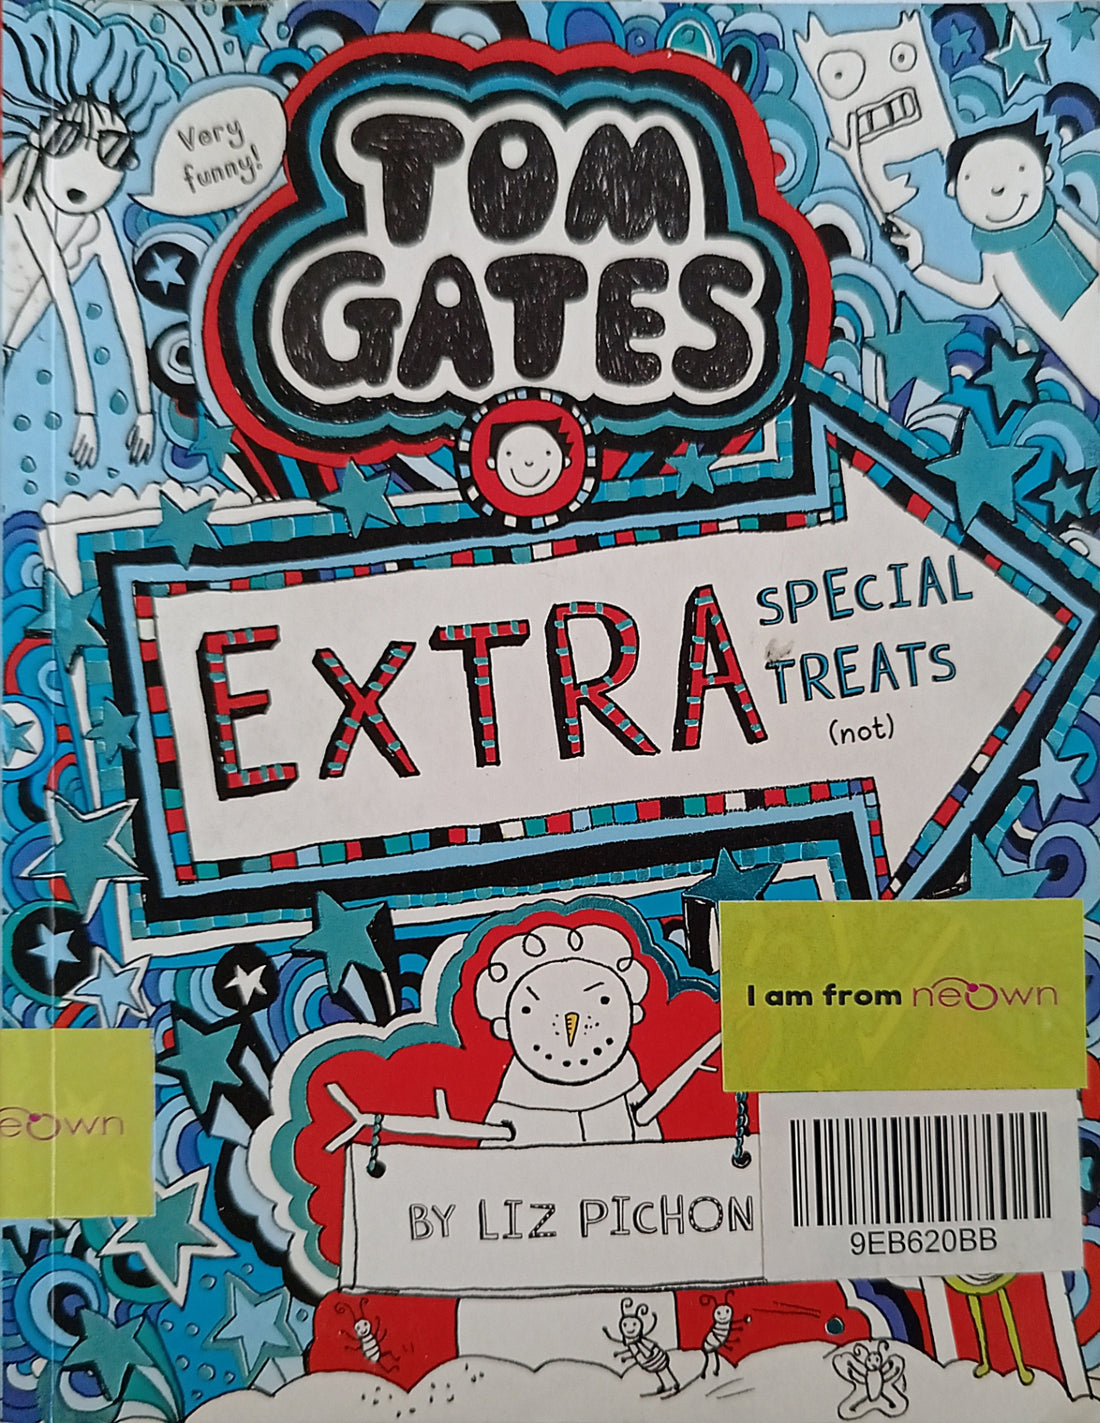 Very
funny!
TOM
GATES
EXTRA
SPECIAL
TREATS
(not)
I am from neown
eown
BY LIZ PICHON
9EB620BB